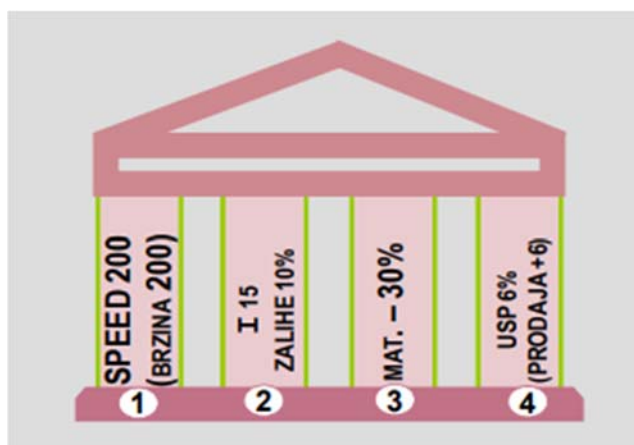 SPEED 200
(BRZINA 200)
I 15
ZALIHE 10%
MAT. – 30%
USP 6%
(PRODAJA +6)
1
2
3
4